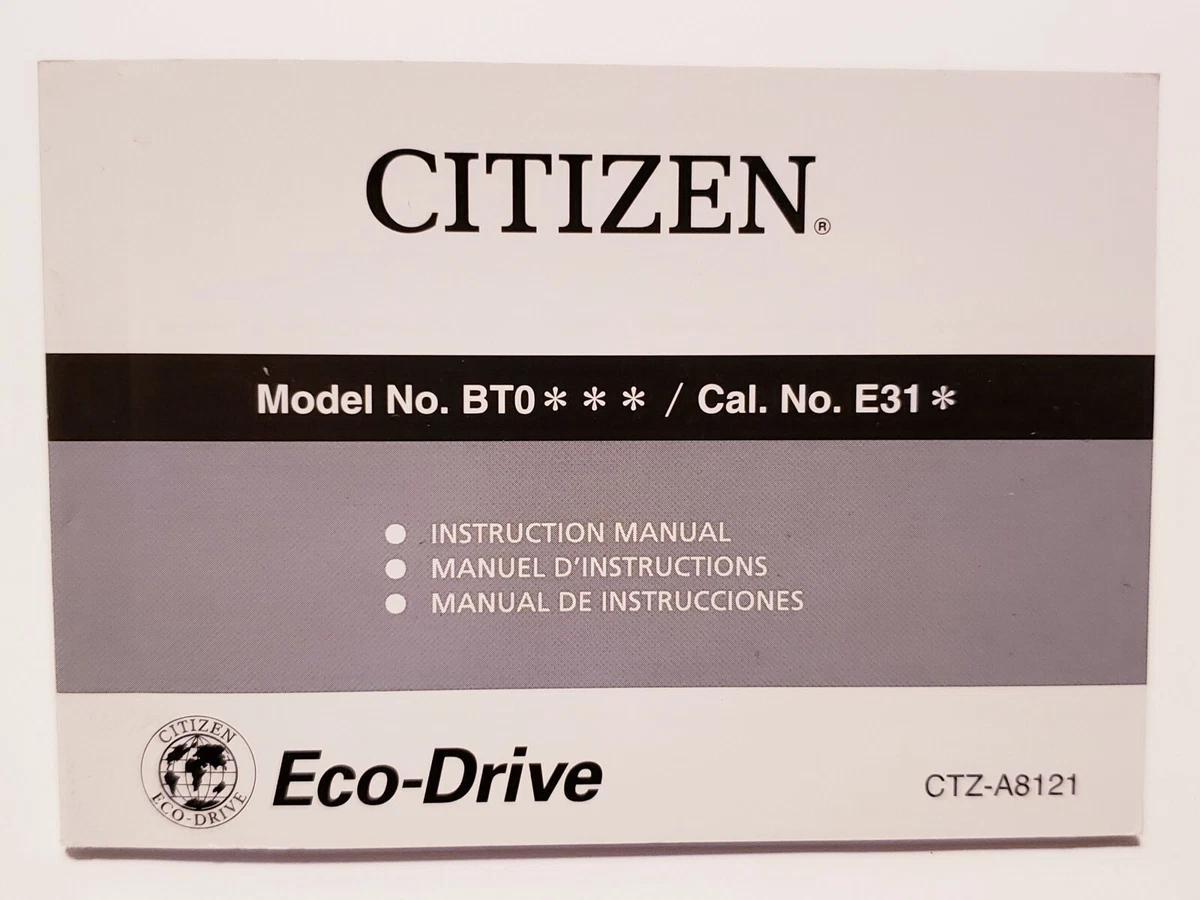 CITIZEN®
Model No. BT0＊＊＊ / Cal. No. E31＊
● INSTRUCTION MANUAL
● MANUEL D'INSTRUCTIONS
● MANUAL DE INSTRUCCIONES
CITIZEN
ECO-DRIVE
Eco-Drive
CTZ-A8121